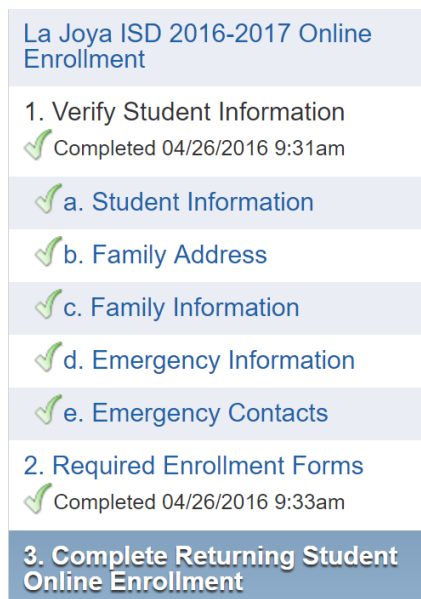 La Joya ISD 2016-2017 Online
Enrollment
1. Verify Student Information
Completed 04/26/2016 9:31am
a. Student Information
b. Family Address
c. Family Information
d. Emergency Information
e. Emergency Contacts
2. Required Enrollment Forms
Completed 04/26/2016 9:33am
3. Complete Returning Student
Online Enrollment